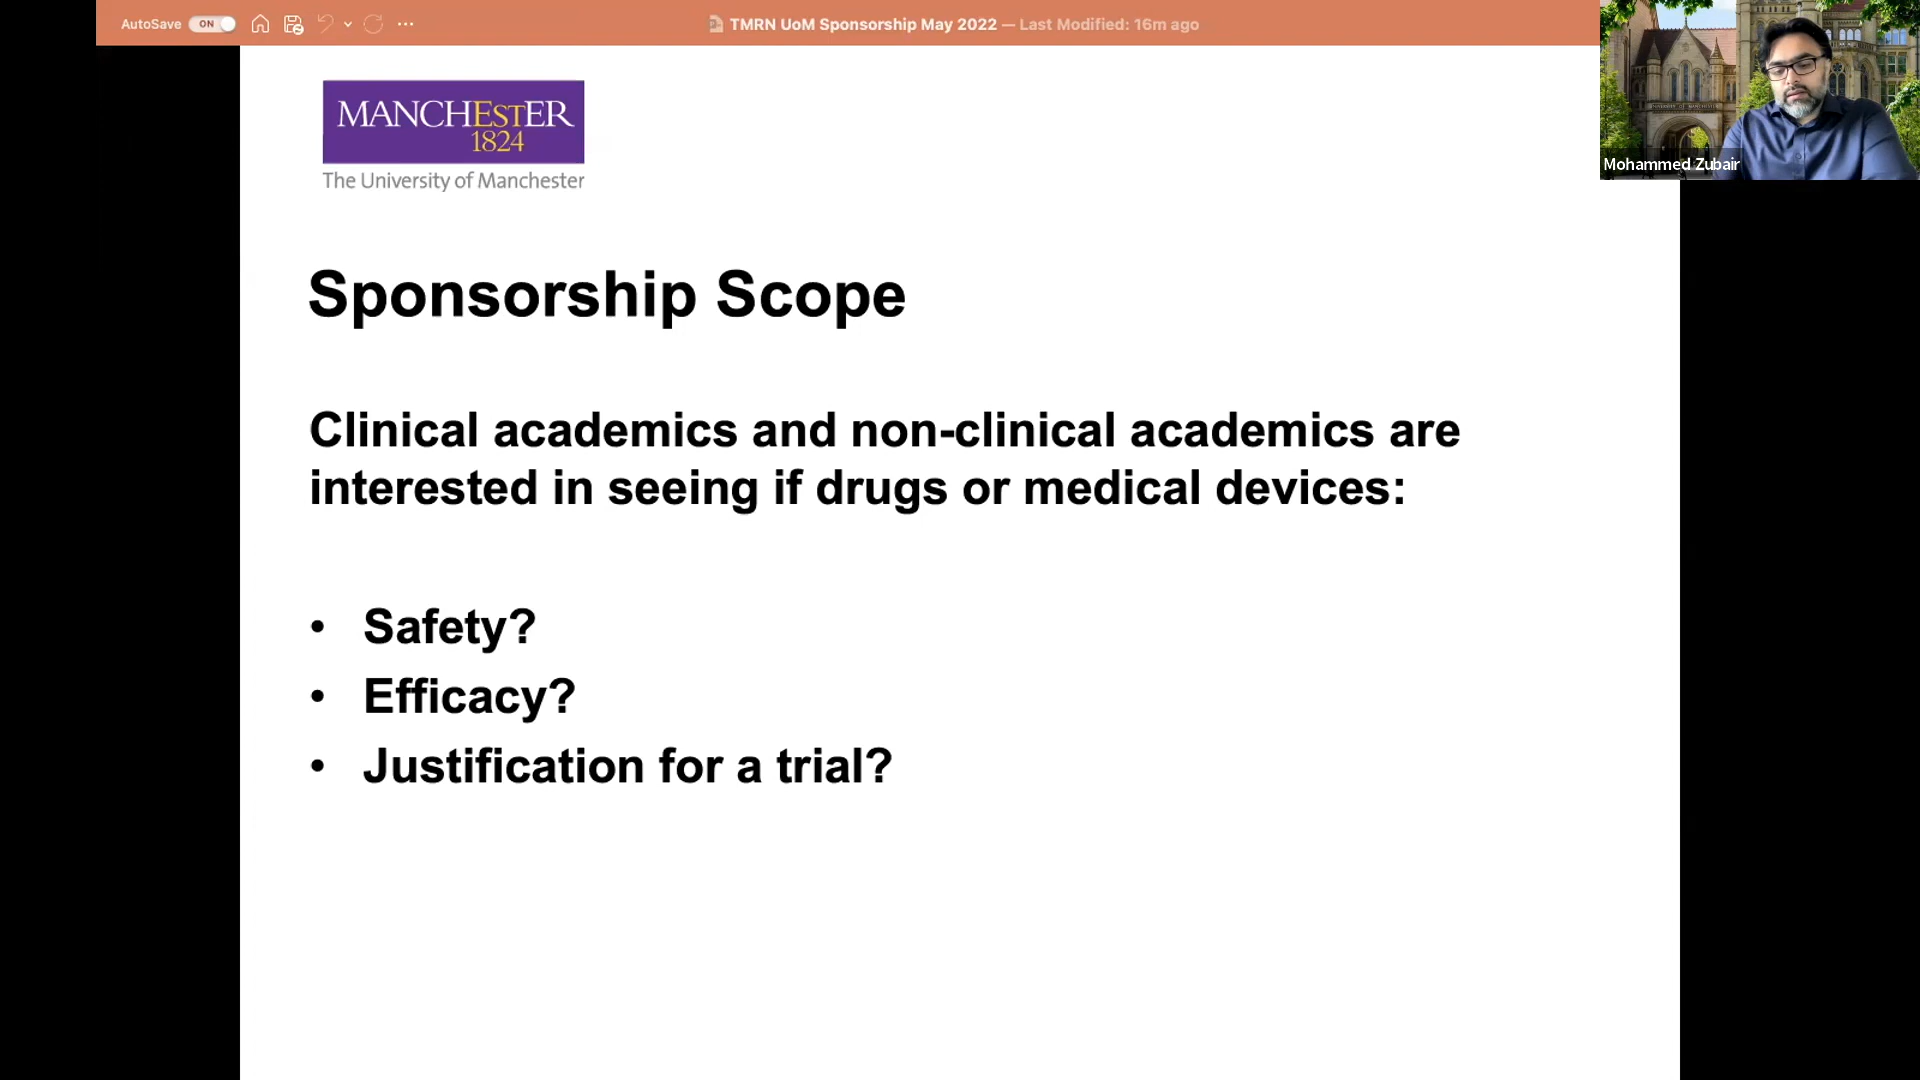 AutoSave ON
TMRN UoM Sponsorship May 2022 — Last Modified: 16m ago
MANCHESTER
1824
The University of Manchester
Mohammed Zubair
Sponsorship Scope
Clinical academics and non-clinical academics are
interested in seeing if drugs or medical devices:
• Safety?
• Efficacy?
• Justification for a trial?